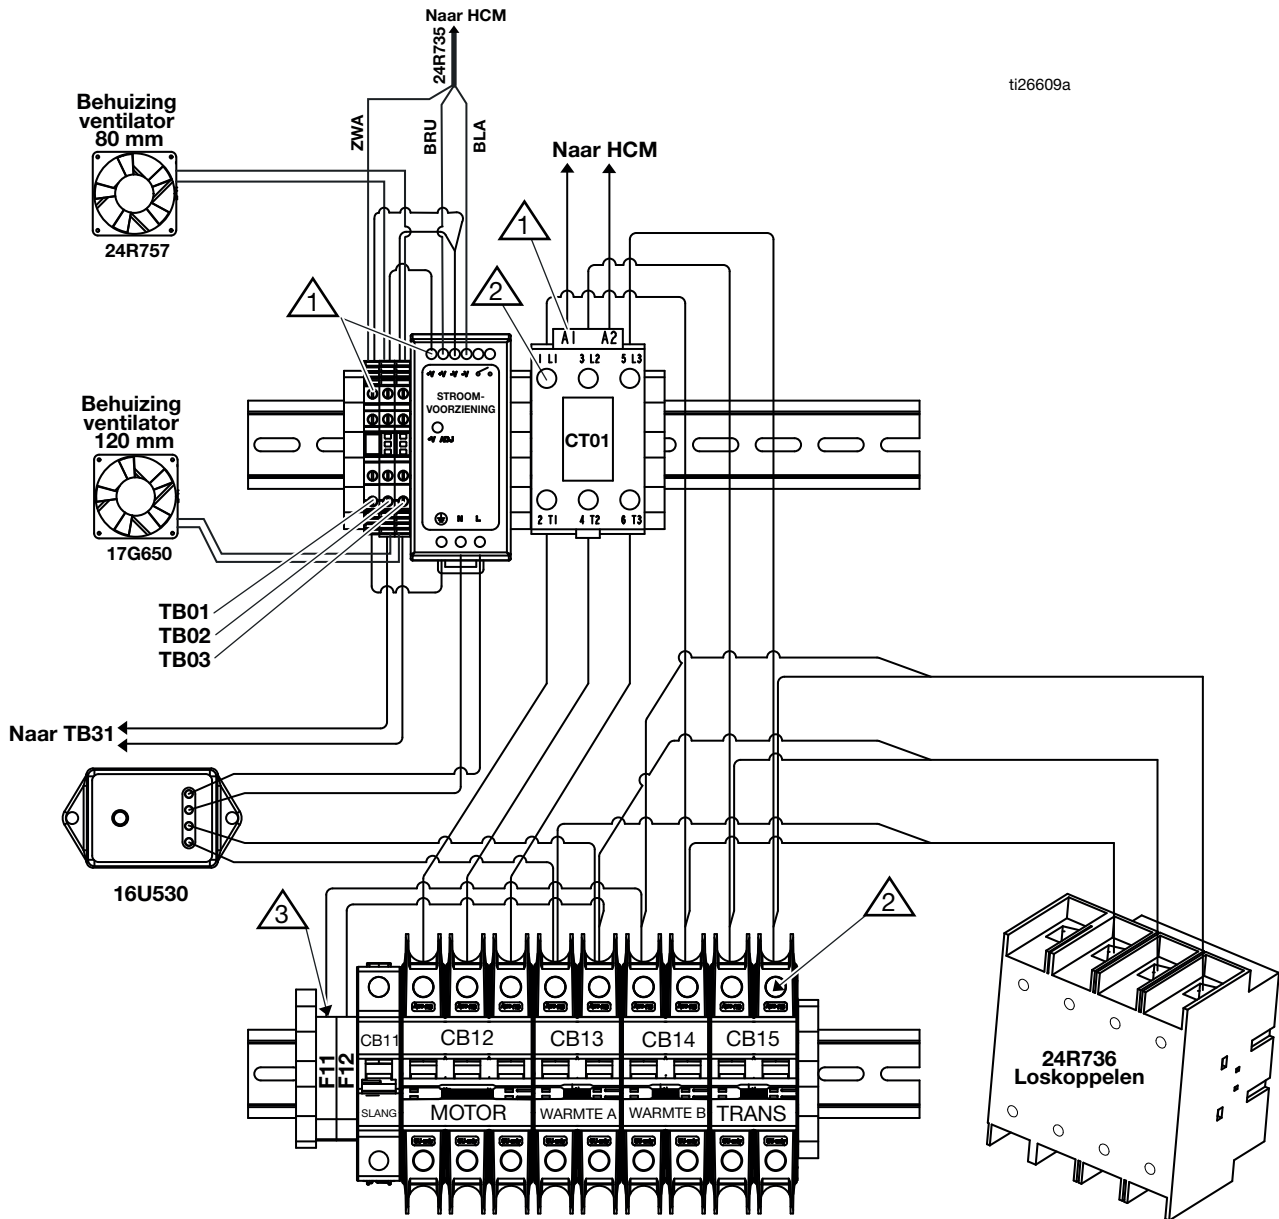 Naar HCM
24R735
ti26609a
Behuizing
ventilator
80 mm
24R757
ZWA
BRU
BLA
Naar HCM
1
2
1
A1 A2
1 L1 3 L2 5 L3
STROOM-
VOORZIENING
+V ADJ
CT01
Behuizing
ventilator
120 mm
17G650
N L
2 T1 4 T2 6 T3
TB01
TB02
TB03
Naar TB31
16U530
3
2
F11
F12
CB11
CB12
CB13
CB14
CB15
SLANG
MOTOR
WARMTE A
WARMTE B
TRANS
24R736
Loskoppelen